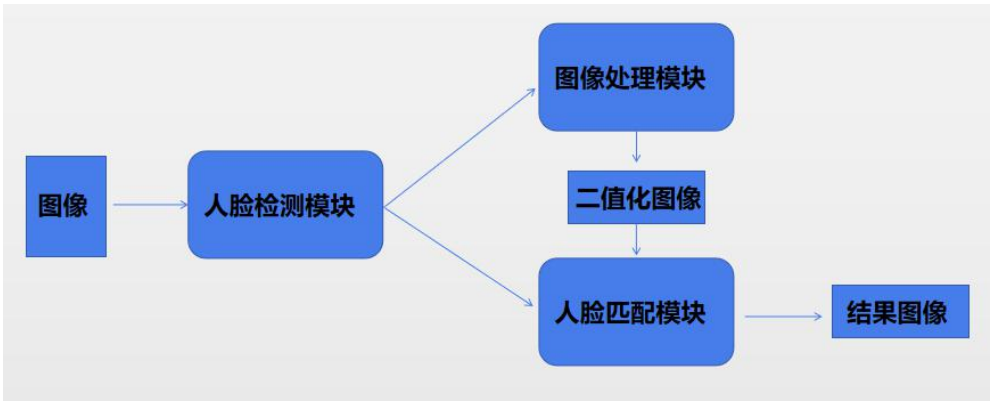 图像处理模块
图像
人脸检测模块
二值化图像
人脸匹配模块
结果图像